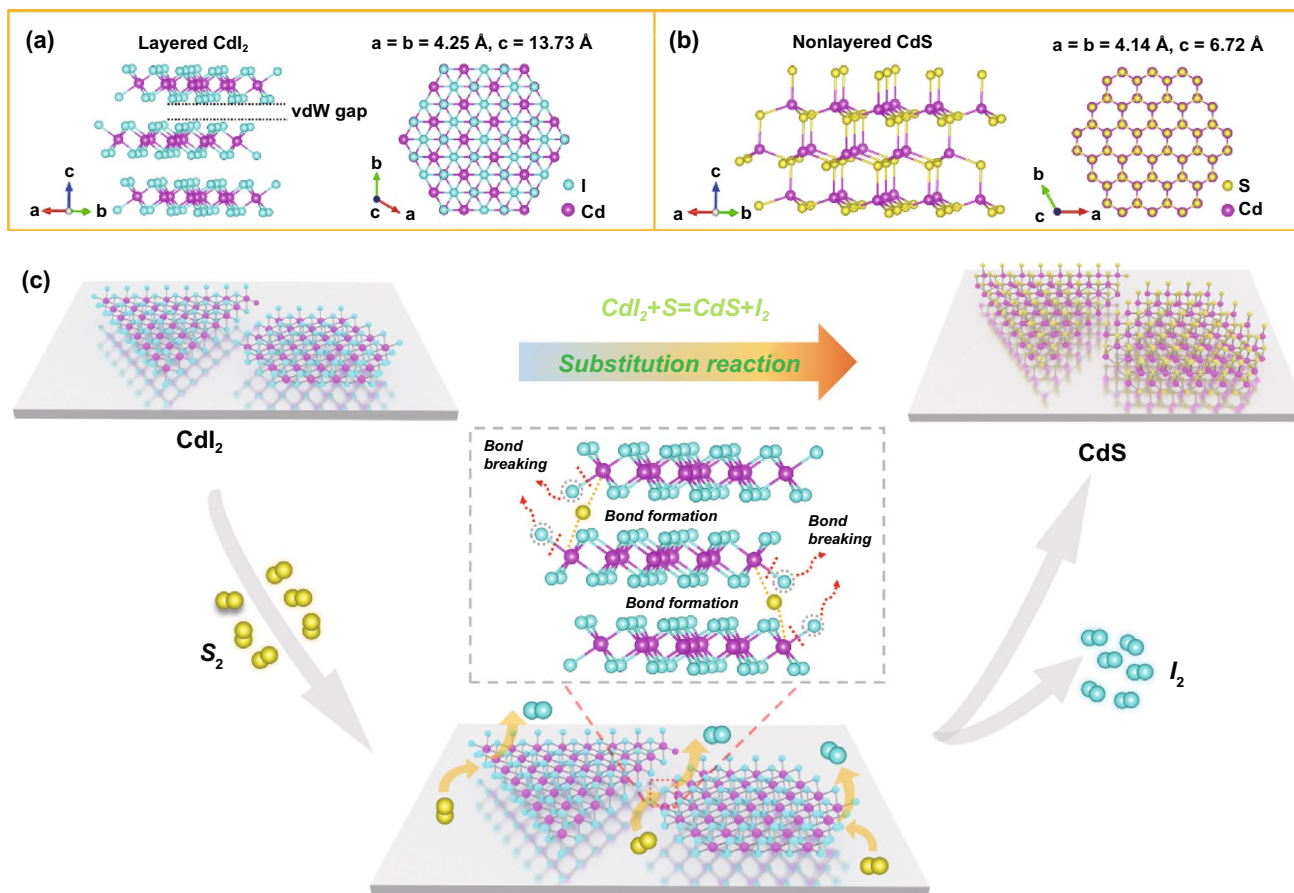 (a)
Layered CdI₂
a = b = 4.25 Å, c = 13.73 Å
vdW gap
c
a
b
b
c
a
I
Cd
(b)
Nonlayered CdS
a = b = 4.14 Å, c = 6.72 Å
c
a
b
b
c
a
S
Cd
(c)
CdI₂+S=CdS+I₂
Substitution reaction
CdI₂
CdS
Bond
breaking
Bond formation
Bond
breaking
Bond formation
S₂
I₂